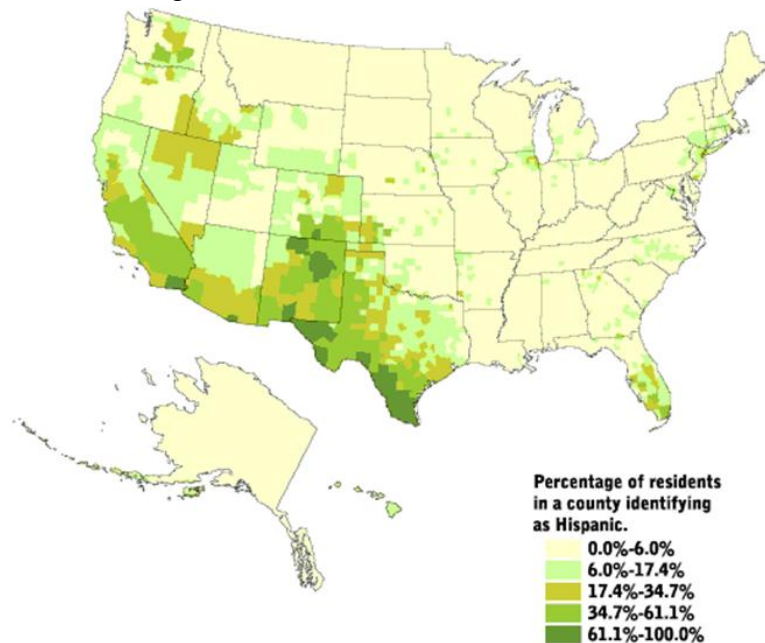 Percentage of residents
in a county identifying
as Hispanic.
0.0%-6.0%
6.0%-17.4%
17.4%-34.7%
34.7%-61.1%
61.1%-100.0%